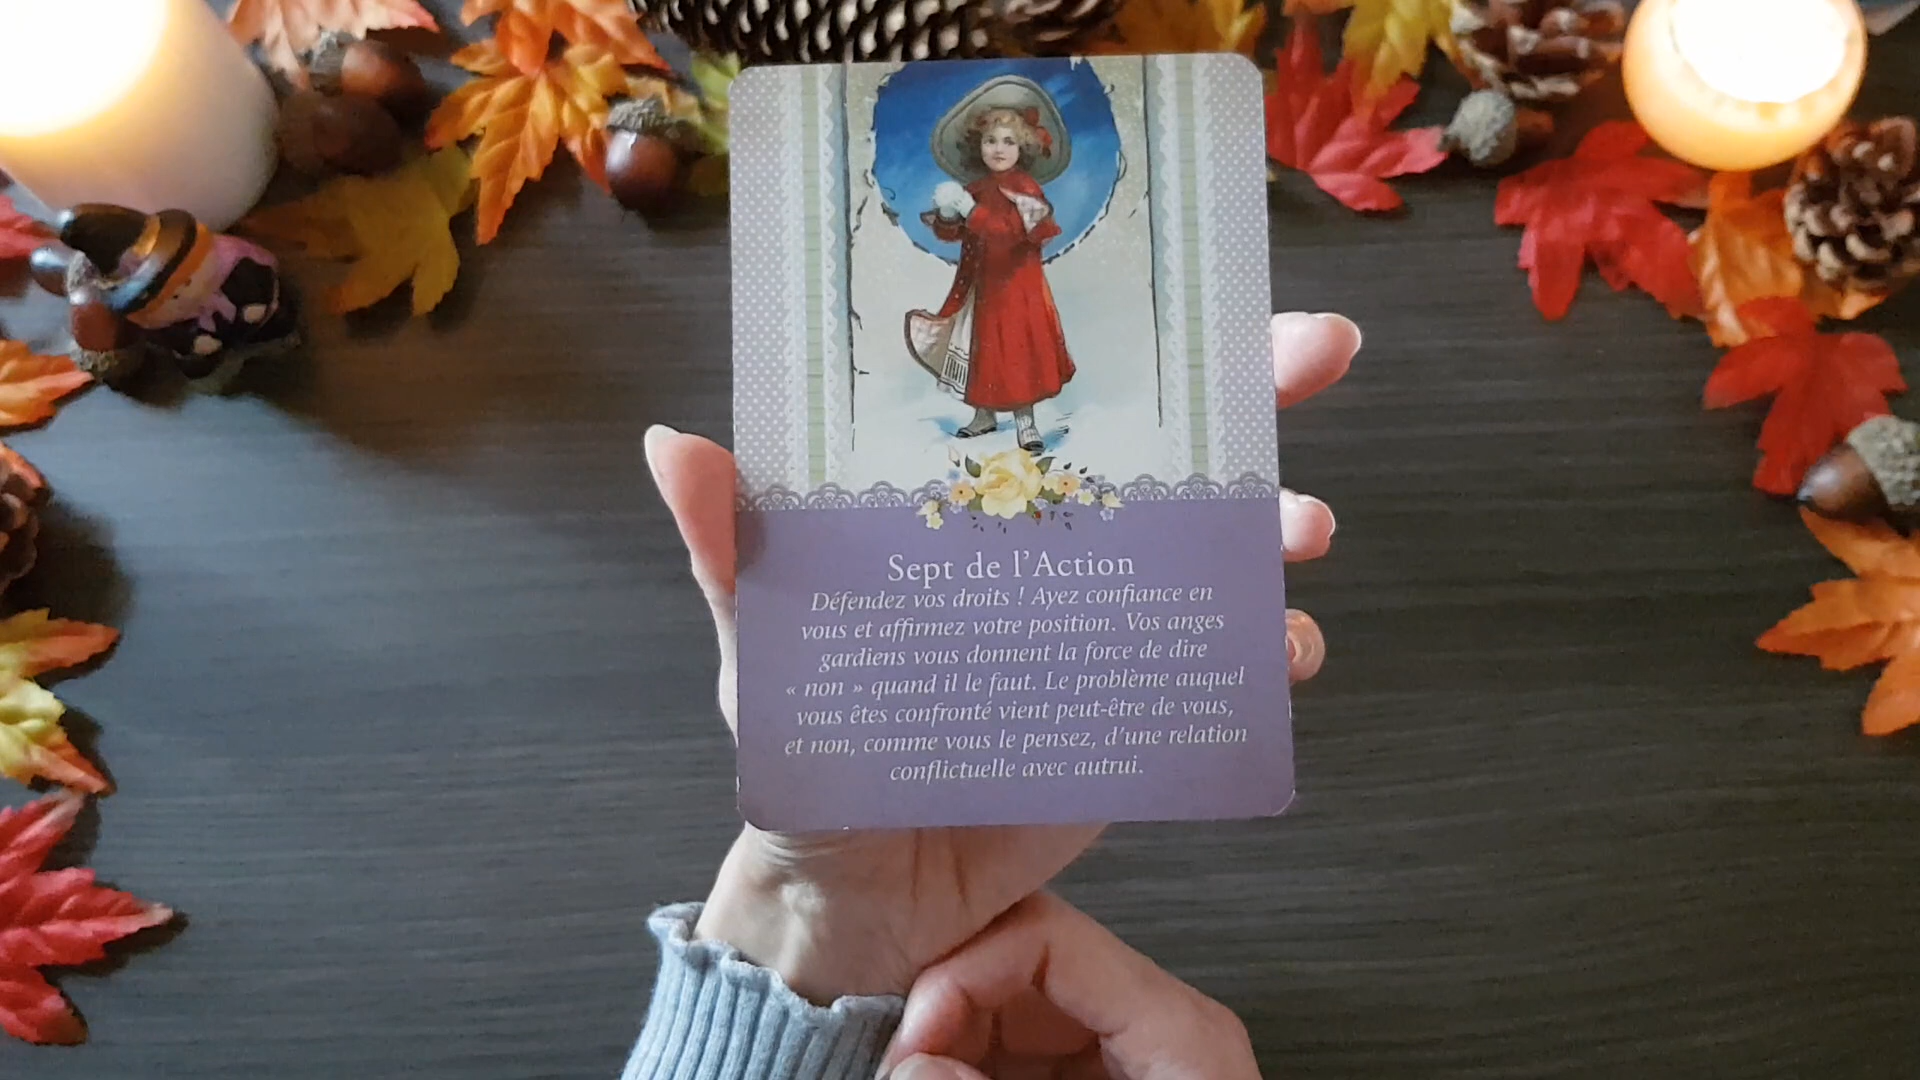 Sept de l'Action
Défendez vos droits ! Ayez confiance en
vous et affirmez votre position. Vos anges
gardiens vous donnent la force de dire
« non » quand il le faut. Le problème auquel
vous êtes confronté vient peut-être de vous,
et non, comme vous le pensez, d'une relation
conflictuelle avec autrui.